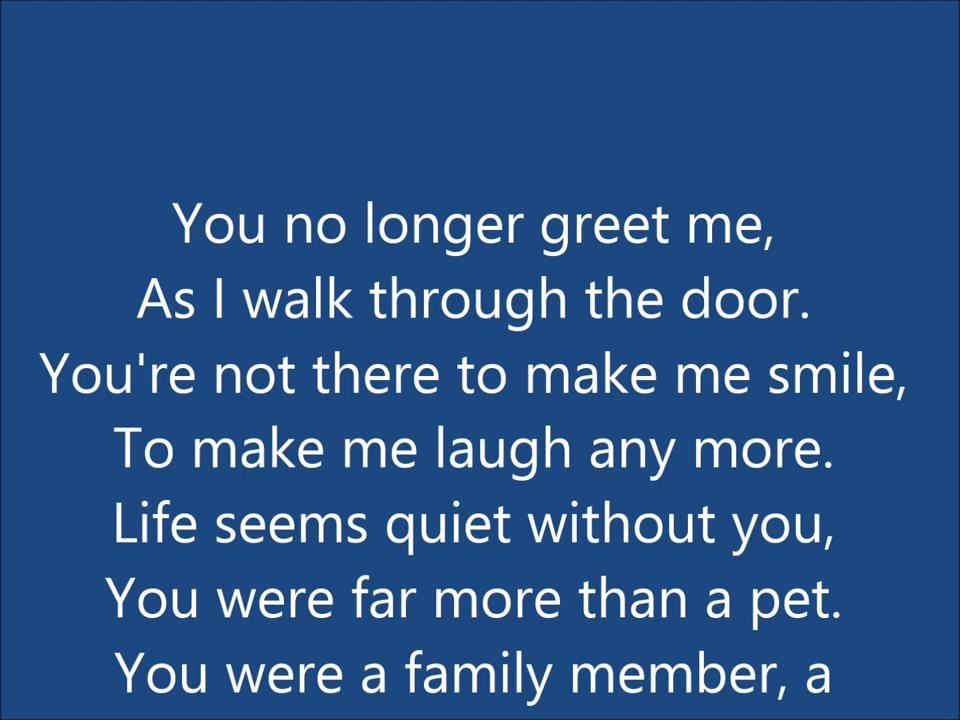 You no longer greet me,
As I walk through the door.
You're not there to make me smile,
To make me laugh any more.
Life seems quiet without you,
You were far more than a pet.
You were a family member, a